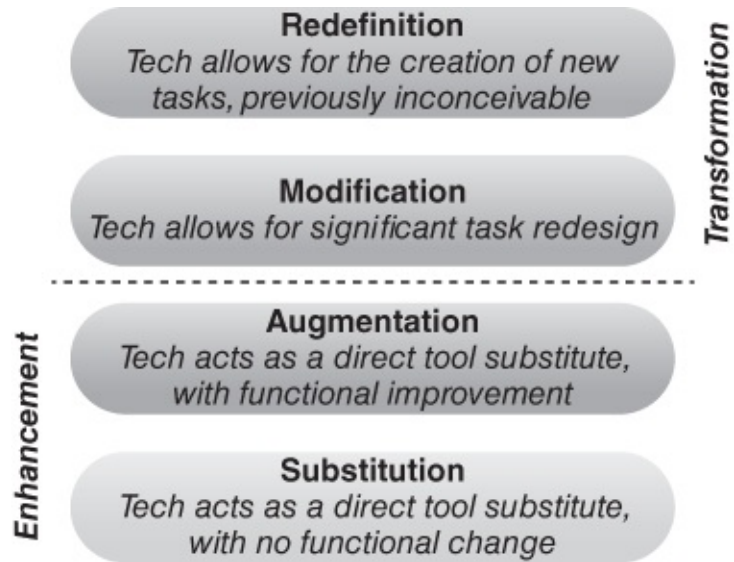 Redefinition
Tech allows for the creation of new
tasks, previously inconceivable
Transformation
Modification
Tech allows for significant task redesign
Augmentation
Tech acts as a direct tool substitute,
with functional improvement
Enhancement
Substitution
Tech acts as a direct tool substitute,
with no functional change